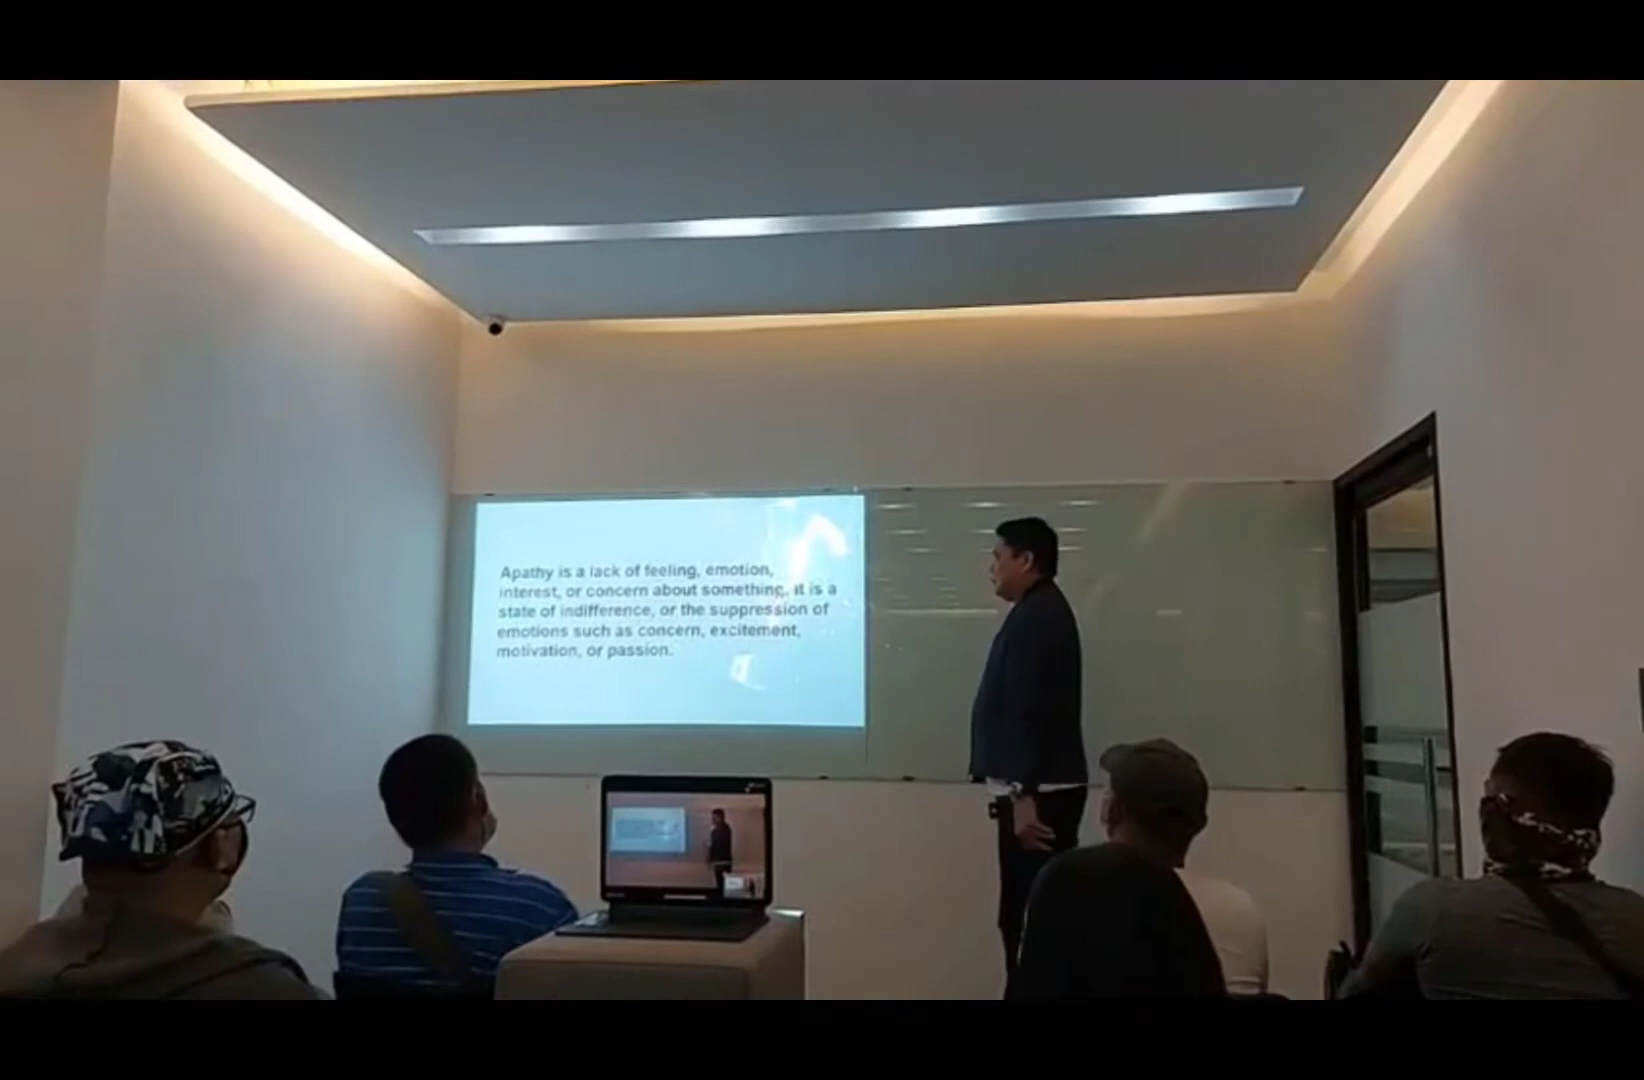 Apathy is a lack of feeling, emotion,
interest, or concern about something. It is a
state of indifference, or the suppression of
emotions such as concern, excitement,
motivation, or passion.